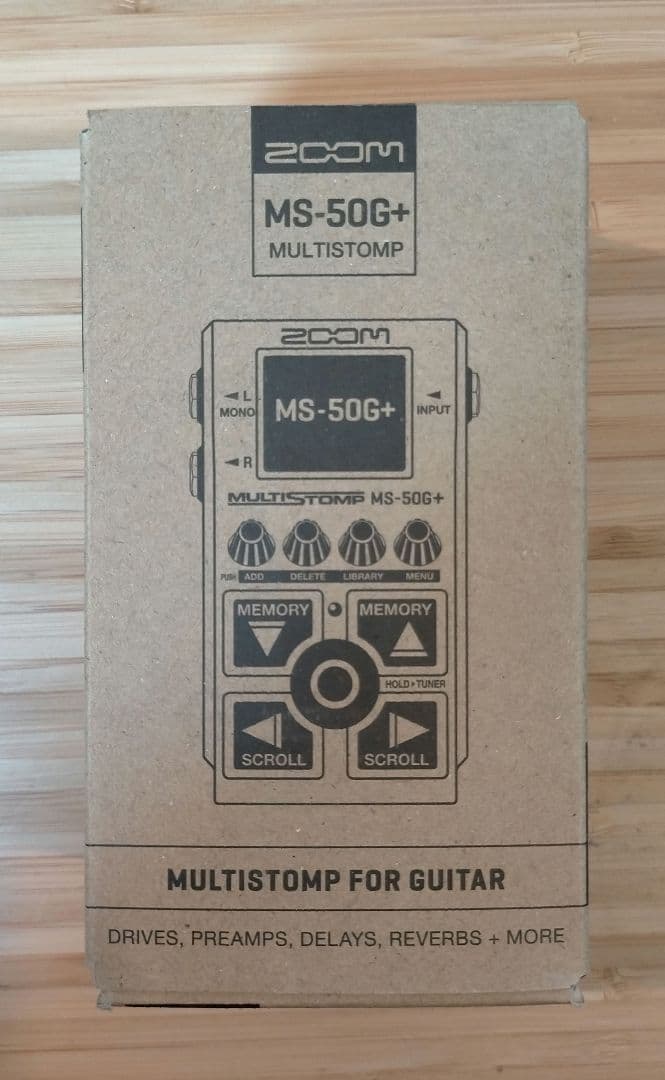 ZOOM
MS-50G+
MULTISTOMP
ZOOM
L
MONO
MS-50G+
INPUT
R
MULTISTOMP MS-50G+
PUSH ADD DELETE LIBRARY MENU
MEMORY MEMORY
HOLD▸TUNER
SCROLL SCROLL
MULTISTOMP FOR GUITAR
DRIVES, PREAMPS, DELAYS, REVERBS + MORE